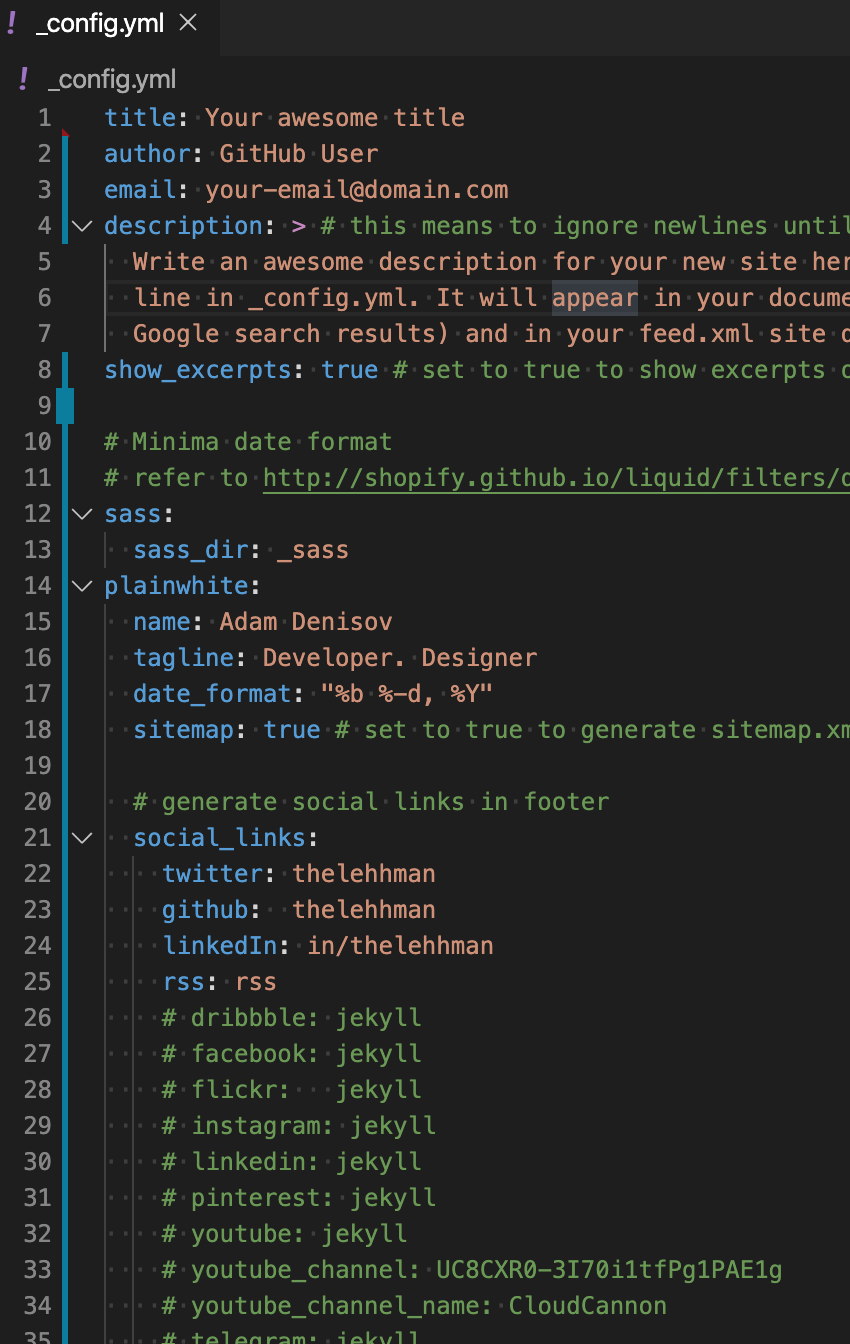 ! _config.yml ×
! _config.yml
1 title: Your awesome title
2 author: GitHub User
3 email: your-email@domain.com
4 description: > # this means to ignore newlines until
5 Write an awesome description for your new site
6 line in _config.yml. It will appear in your
7 Google search results) and in your feed.xml site
8 show_excerpts: true # set to true to show excerpts
9
10 # Minima date format
11 # refer to http://shopify.github.io/liquid/filters/
12 sass:
13 sass_dir: _sass
14 plainwhite:
15 name: Adam Denisov
16 tagline: Developer. Designer
17 date_format: "%b %-d, %Y"
18 sitemap: true # set to true to generate sitemap.
19
20 # generate social links in footer
21 social_links:
22 twitter: thelehhman
23 github:  thelehhman
24 linkedIn: in/thelehhman
25 rss: rss
26 # dribbble: jekyll
27 # facebook: jekyll
28 # flickr:   jekyll
29 # instagram: jekyll
30 # linkedin: jekyll
31 # pinterest: jekyll
32 # youtube: jekyll
33 # youtube_channel: UC8CXR0-3I70i1tfPg1PAE1g
34 # youtube_channel_name: CloudCannon
35 # telegram: jekyll